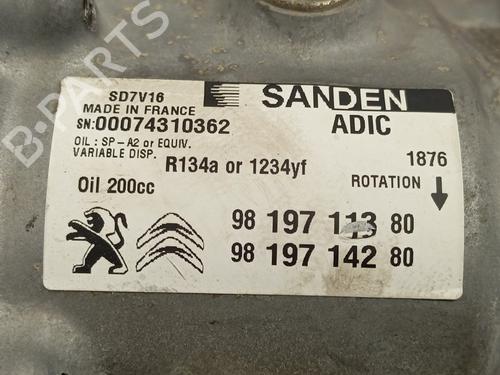 SD7V16
MADE IN FRANCE
SN:00074310362
OIL : SP-A2 or EQUIV.
VARIABLE DISP.
SANDEN
ADIC
R134a or 1234yf
1876
Oil 200cc
ROTATION
98 197 113 80
98 197 142 80
B-PARTS